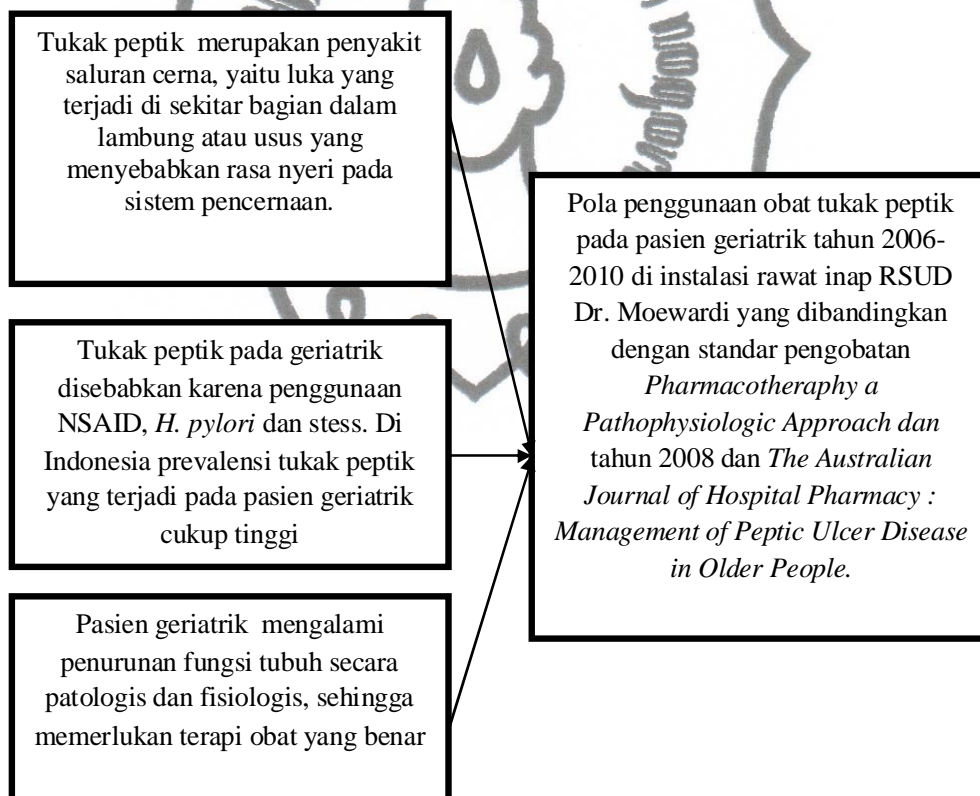 Tukak peptik merupakan penyakit
saluran cerna, yaitu luka yang
terjadi di sekitar bagian dalam
lambung atau usus yang
menyebabkan rasa nyeri pada
sistem pencernaan.
Tukak peptik pada geriatrik
disebabkan karena penggunaan
NSAID, H. pylori dan stess. Di
Indonesia prevalensi tukak peptik
yang terjadi pada pasien geriatrik
cukup tinggi
Pasien geriatrik mengalami
penurunan fungsi tubuh secara
patologis dan fisiologis, sehingga
memerlukan terapi obat yang benar
Pola penggunaan obat tukak peptik
pada pasien geriatrik tahun 2006-
2010 di instalasi rawat inap RSUD
Dr. Moewardi yang dibandingkan
dengan standar pengobatan
Pharmacotheraphy a
Pathophysiologic Approach dan
tahun 2008 dan The Australian
Journal of Hospital Pharmacy :
Management of Peptic Ulcer Disease
in Older People.